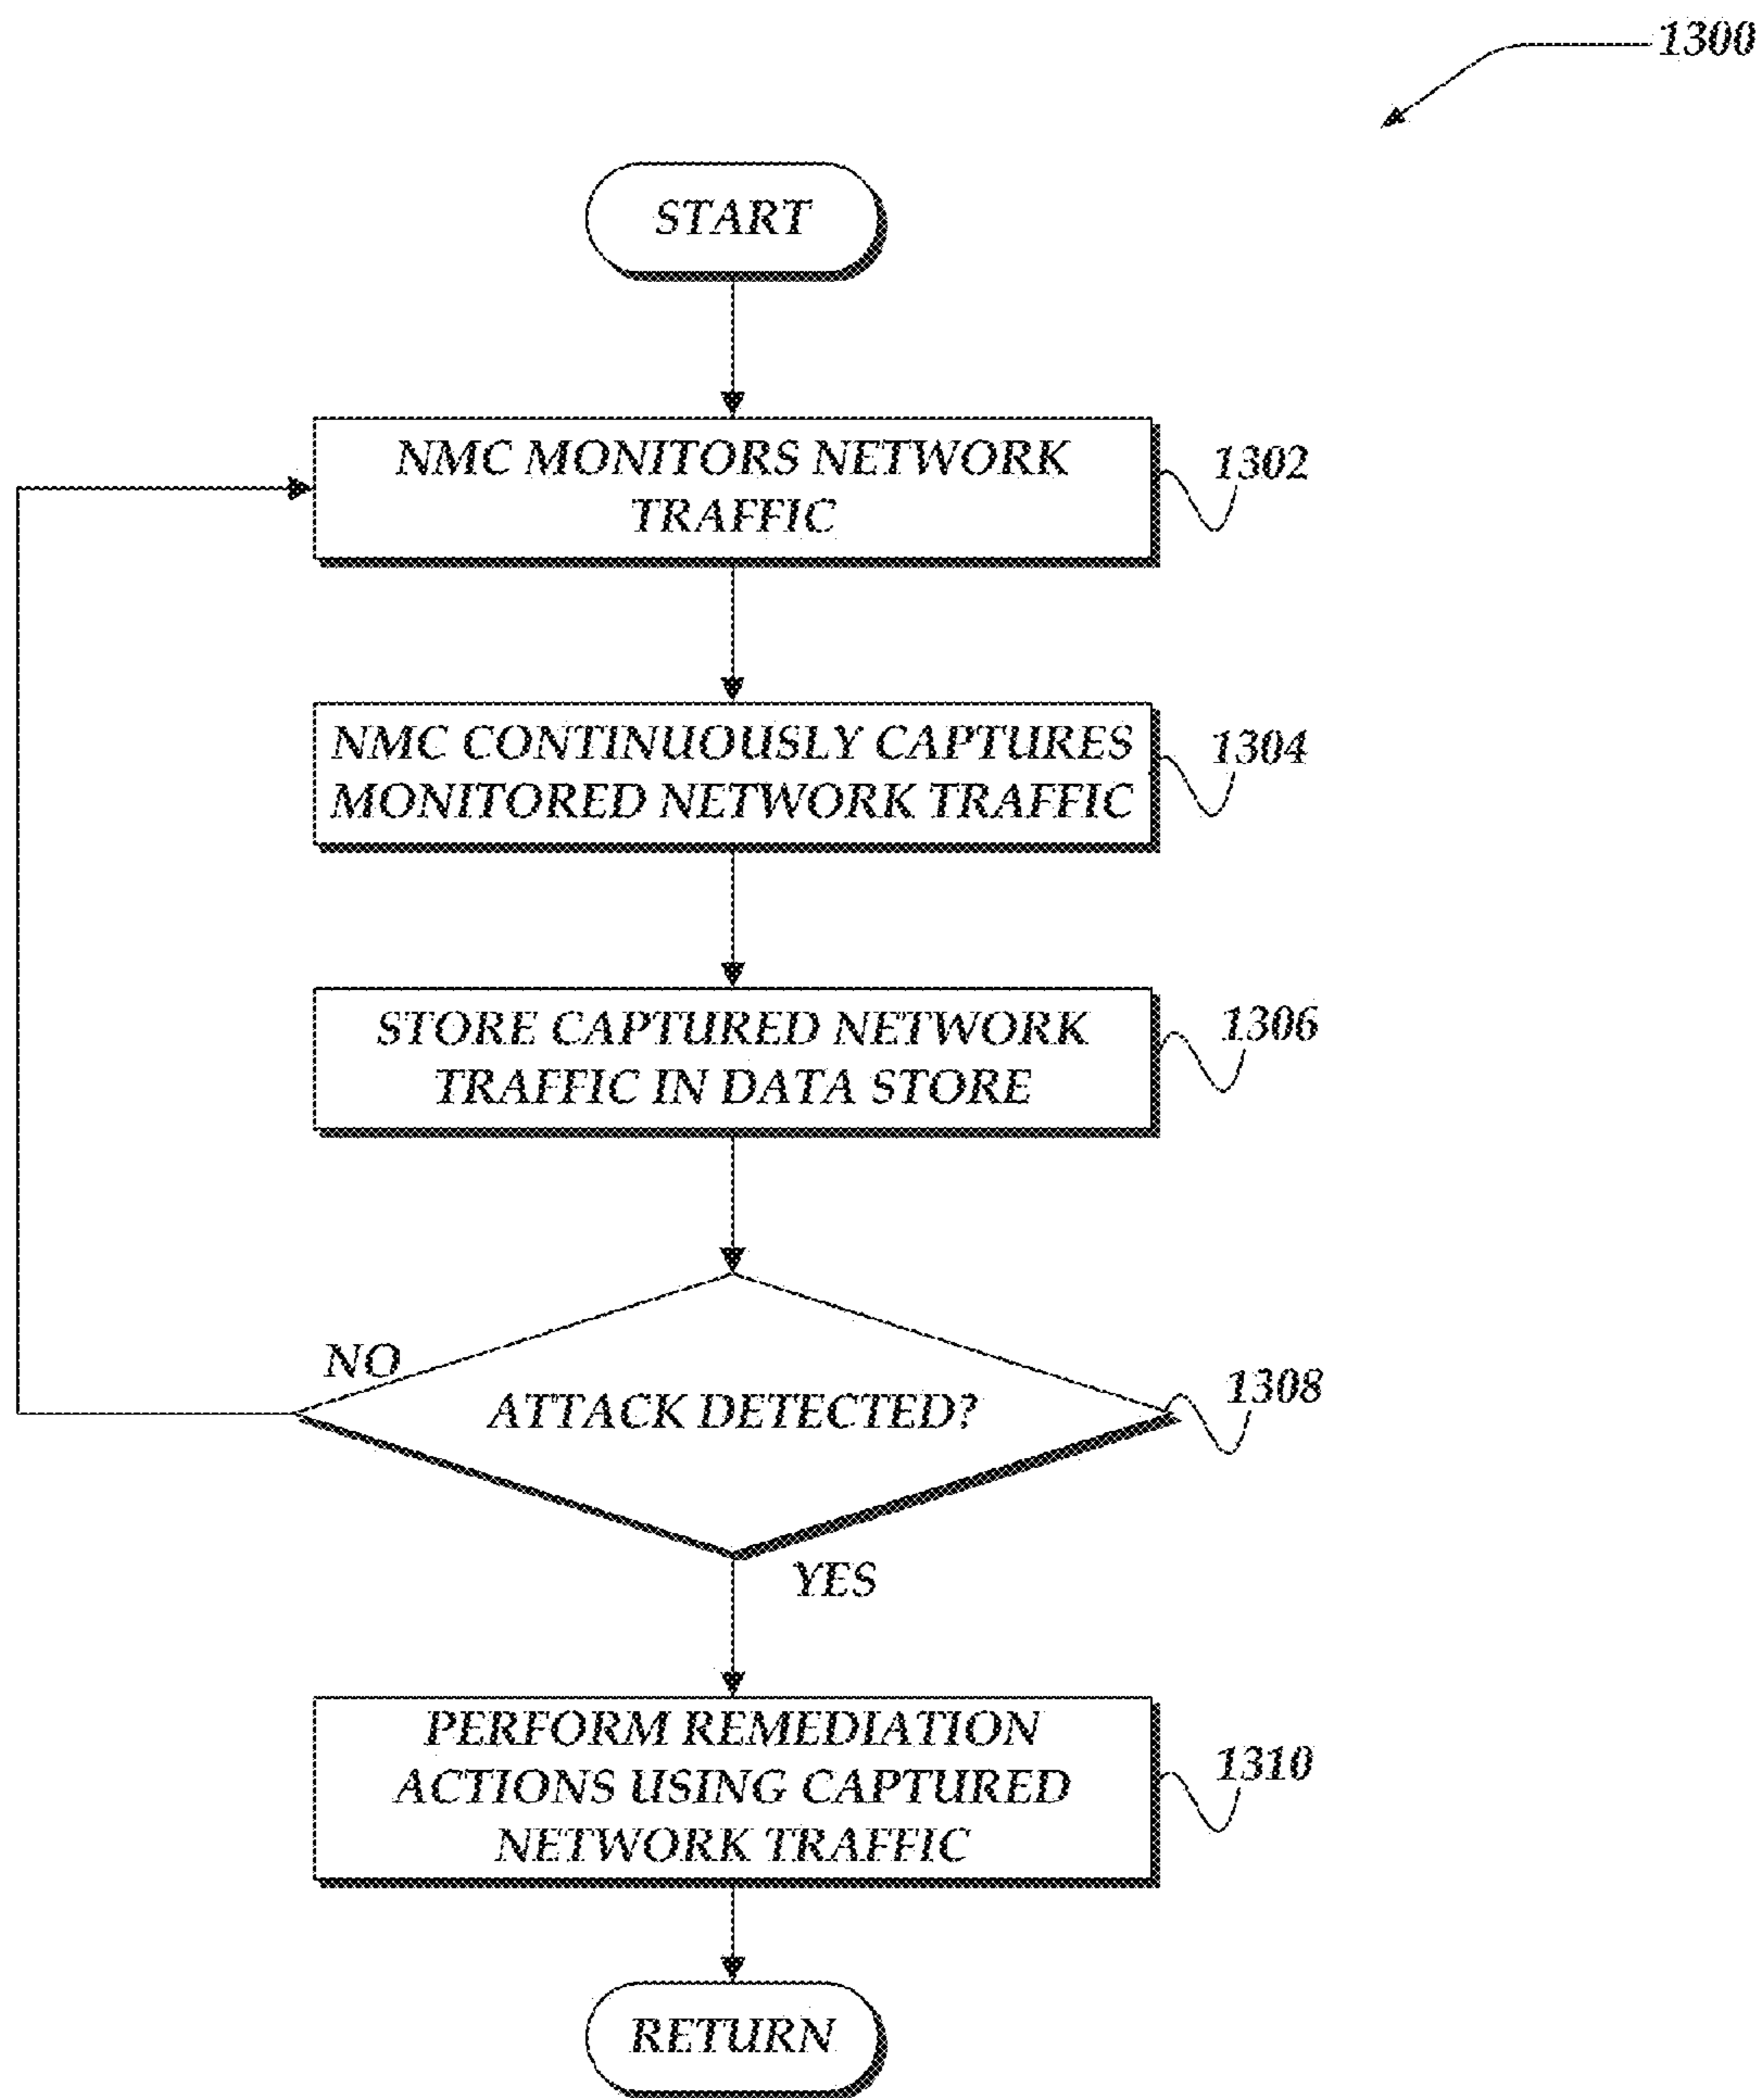 1300
START
NMC MONITORS NETWORK
TRAFFIC
1302
NMC CONTINUOUSLY CAPTURES
MONITORED NETWORK TRAFFIC
1304
STORE CAPTURED NETWORK
TRAFFIC IN DATA STORE
1306
NO
ATTACK DETECTED?
1308
YES
PERFORM REMEDIATION
ACTIONS USING CAPTURED
NETWORK TRAFFIC
1310
RETURN